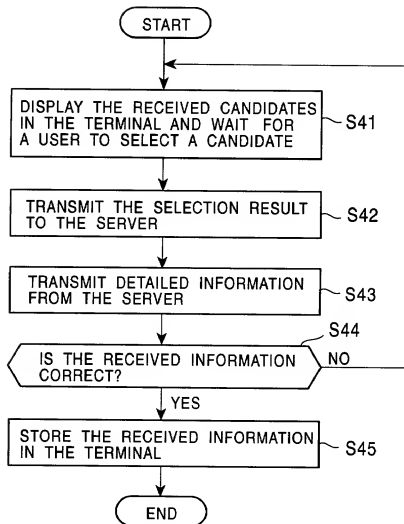 START
DISPLAY THE RECEIVED CANDIDATES
IN THE TERMINAL AND WAIT FOR
A USER TO SELECT A CANDIDATE
S41
TRANSMIT THE SELECTION RESULT
TO THE SERVER
S42
TRANSMIT DETAILED INFORMATION
FROM THE SERVER
S43
S44
IS THE RECEIVED INFORMATION
CORRECT?
NO
YES
STORE THE RECEIVED INFORMATION
IN THE TERMINAL
S45
END